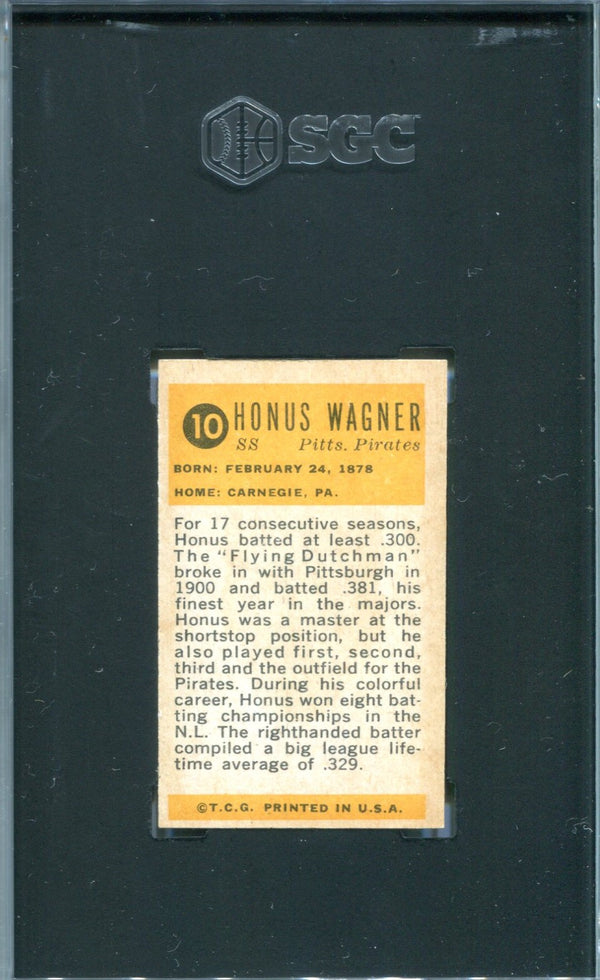 SGC
10 HONUS WAGNER
SS Pitts. Pirates
BORN: FEBRUARY 24, 1878
HOME: CARNEGIE, PA.
For 17 consecutive seasons,
Honus batted at least .300.
The "Flying Dutchman"
broke in with Pittsburgh in
1900 and batted .381, his
finest year in the majors.
Honus was a master at the
shortstop position, but he
also played first, second,
third and the outfield for the
Pirates. During his colorful
career, Honus won eight bat-
ting championships in the
N.L. The righthanded batter
compiled a big league life-
time average of .329.
©T.C.G. PRINTED IN U.S.A.